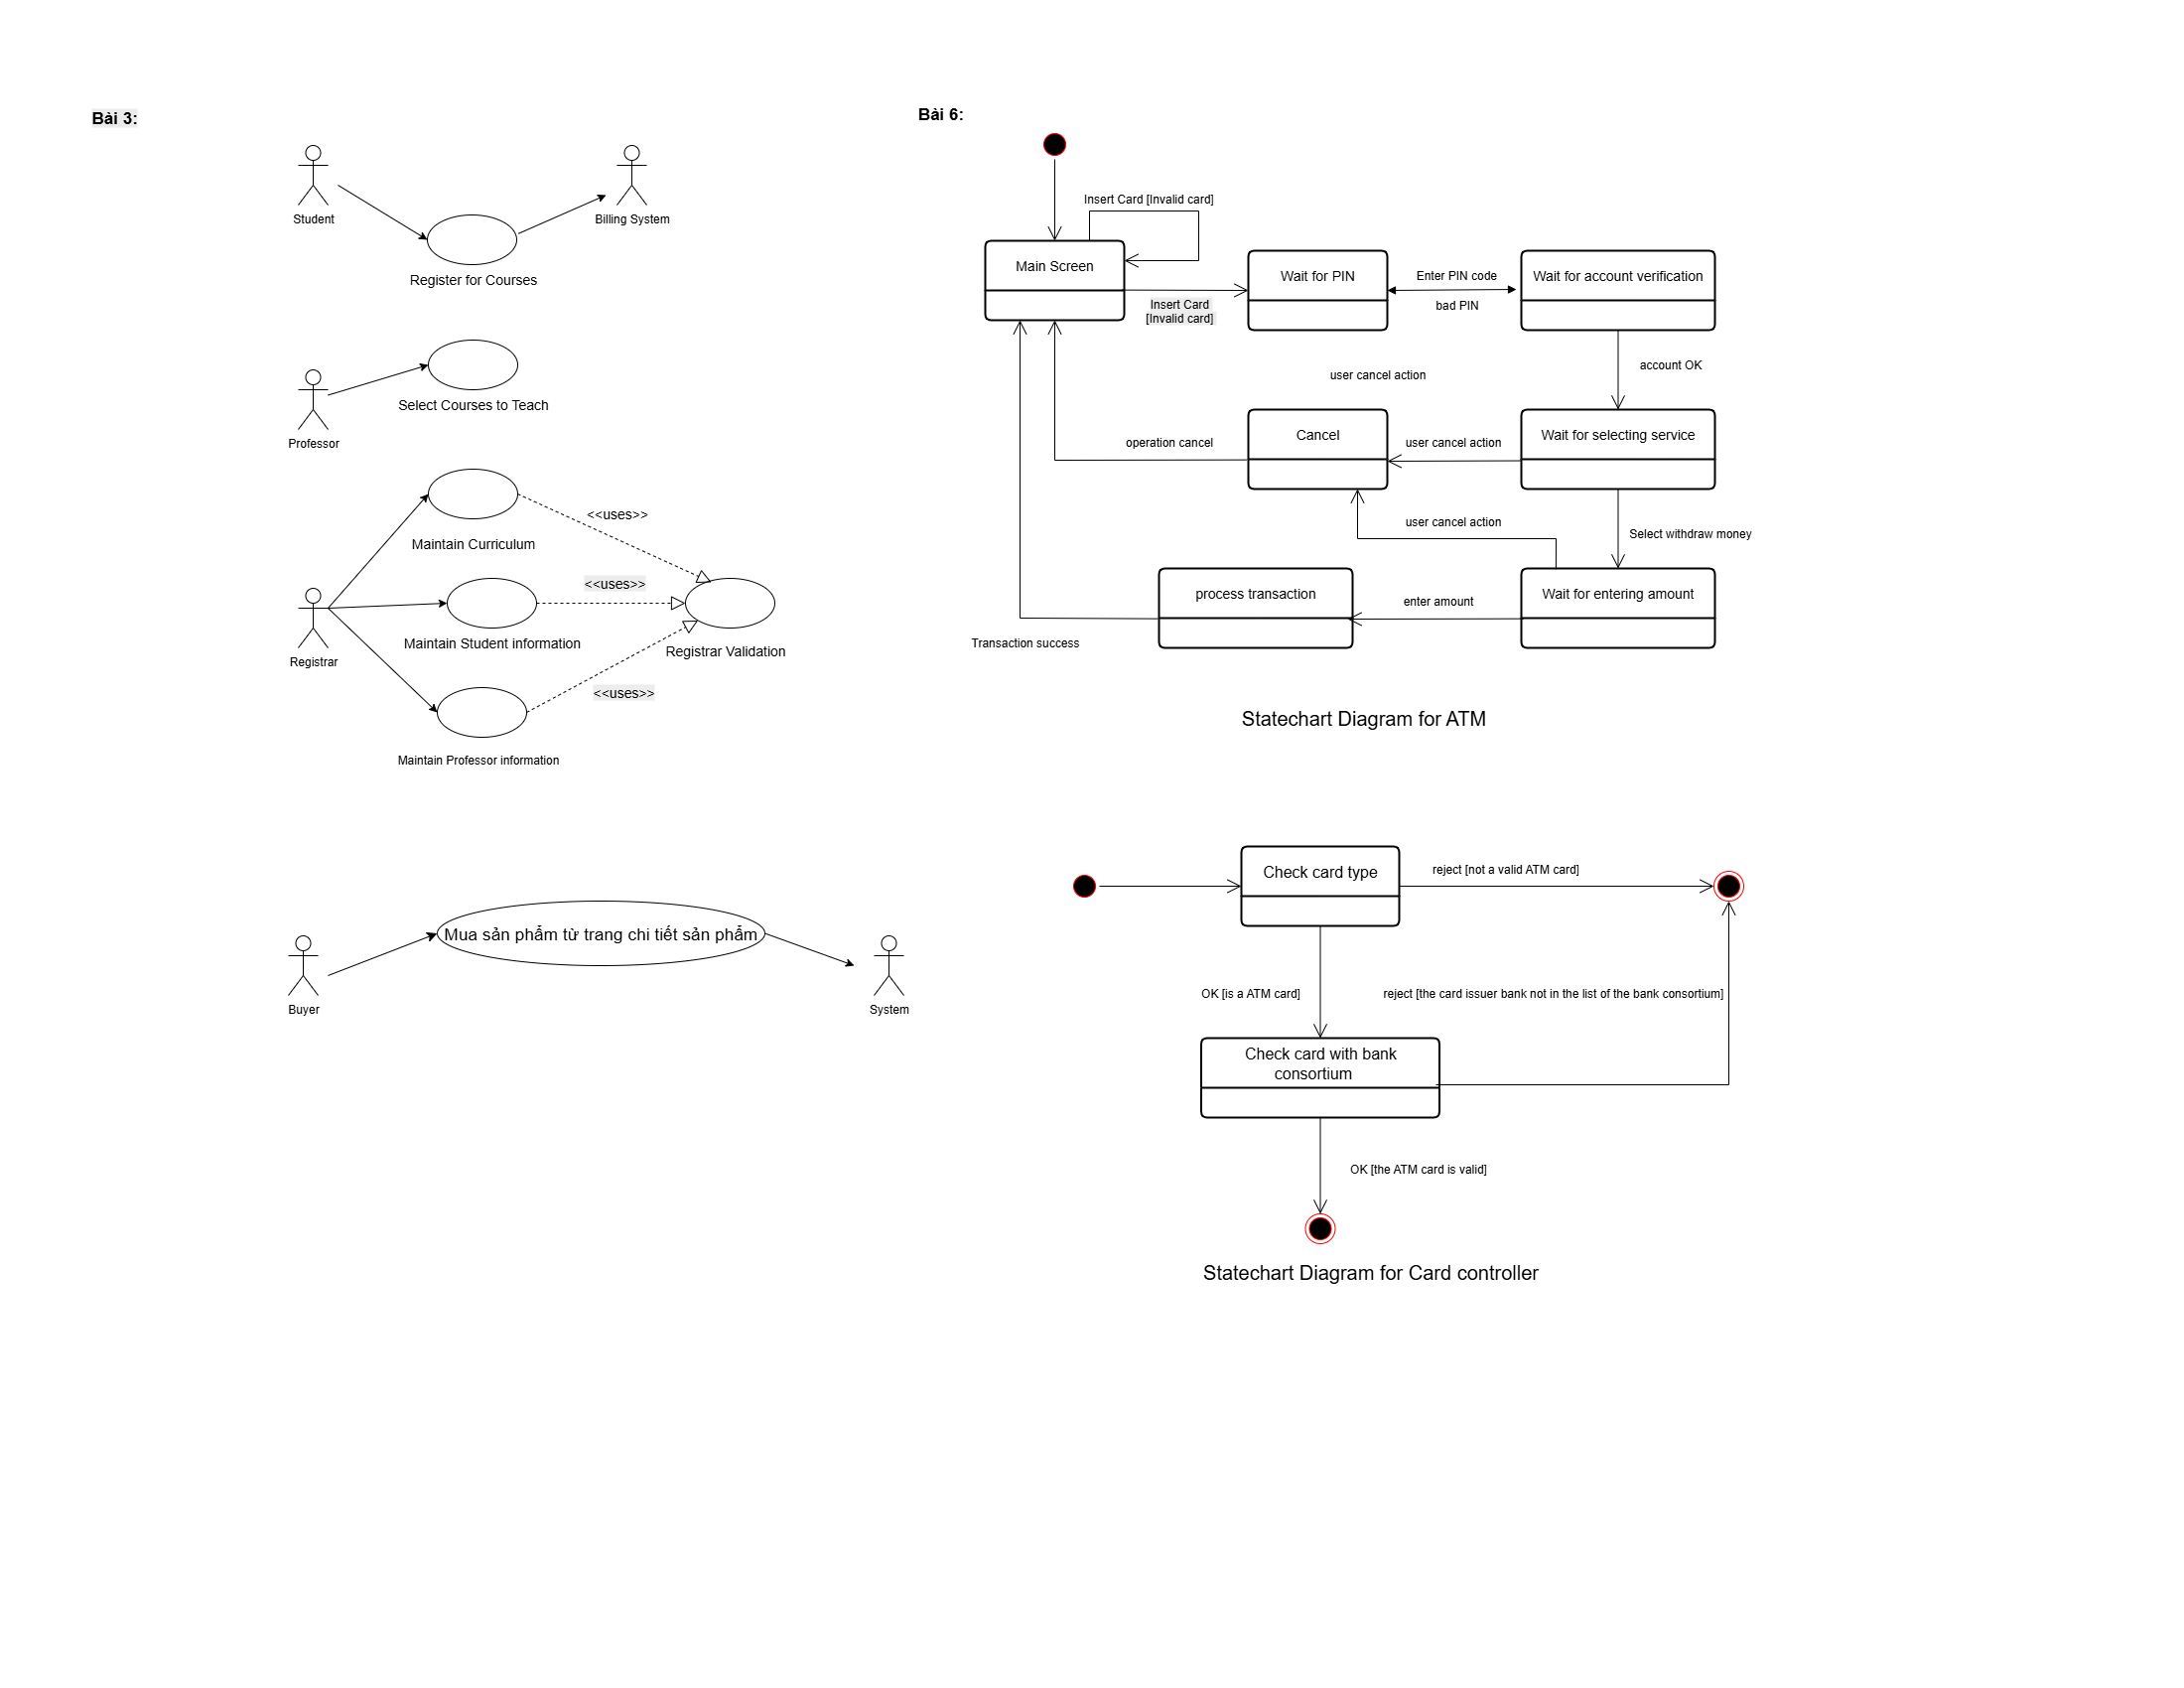 Bài 3:
Student
Billing System
Register for Courses
Select Courses to Teach
Professor
<<uses>>
Maintain Curriculum
<<uses>>
Maintain Student information
Registrar
Registrar Validation
<<uses>>
Maintain Professor information
Mua sản phẩm từ trang chi tiết sản phẩm
Buyer
System
Bài 6:
Insert Card [Invalid card]
Main Screen
Wait for PIN
Enter PIN code
Wait for account verification
Insert Card
[Invalid card]
bad PIN
account OK
user cancel action
operation cancel
Cancel
user cancel action
Wait for selecting service
user cancel action
Select withdraw money
process transaction
enter amount
Wait for entering amount
Transaction success
Statechart Diagram for ATM
Check card type
reject [not a valid ATM card]
OK [is a ATM card]
reject [the card issuer bank not in the list of the bank consortium]
Check card with bank
consortium
OK [the ATM card is valid]
Statechart Diagram for Card controller